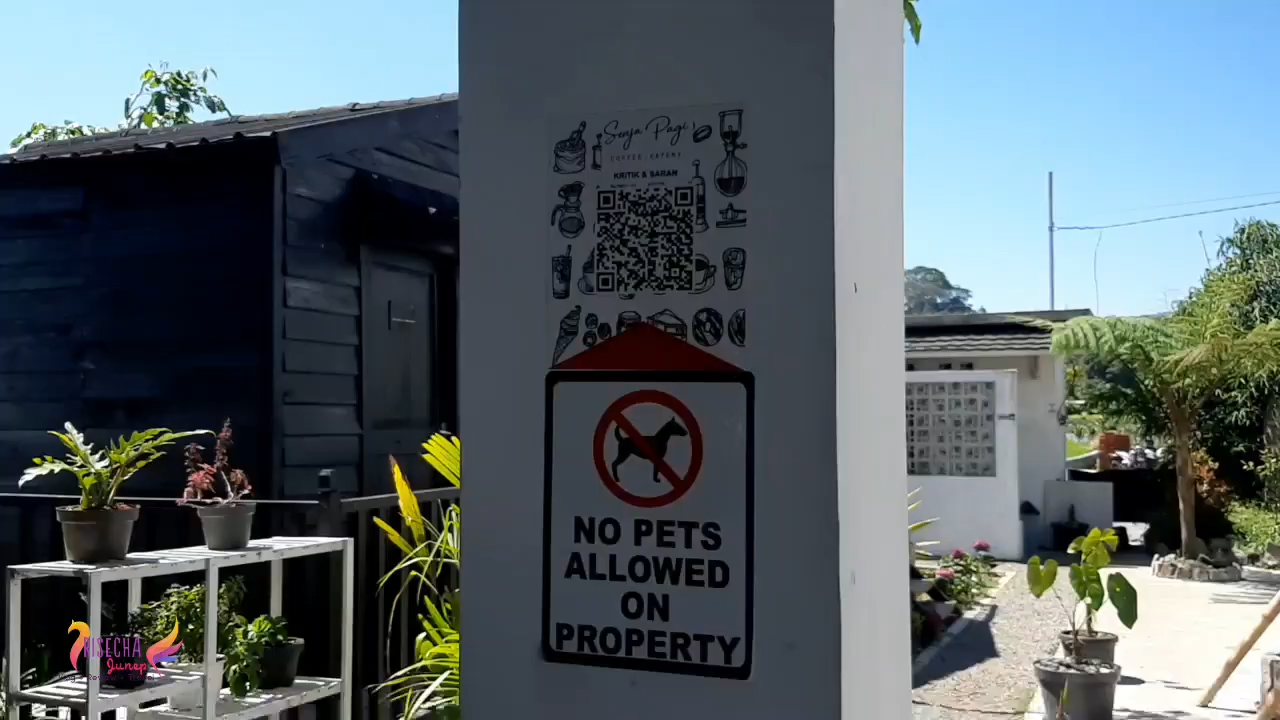 Senja Pagi
COFFEE EATERY
KRITIK & SARAN
NO PETS
ALLOWED
ON
PROPERTY
RISECHA
Junep